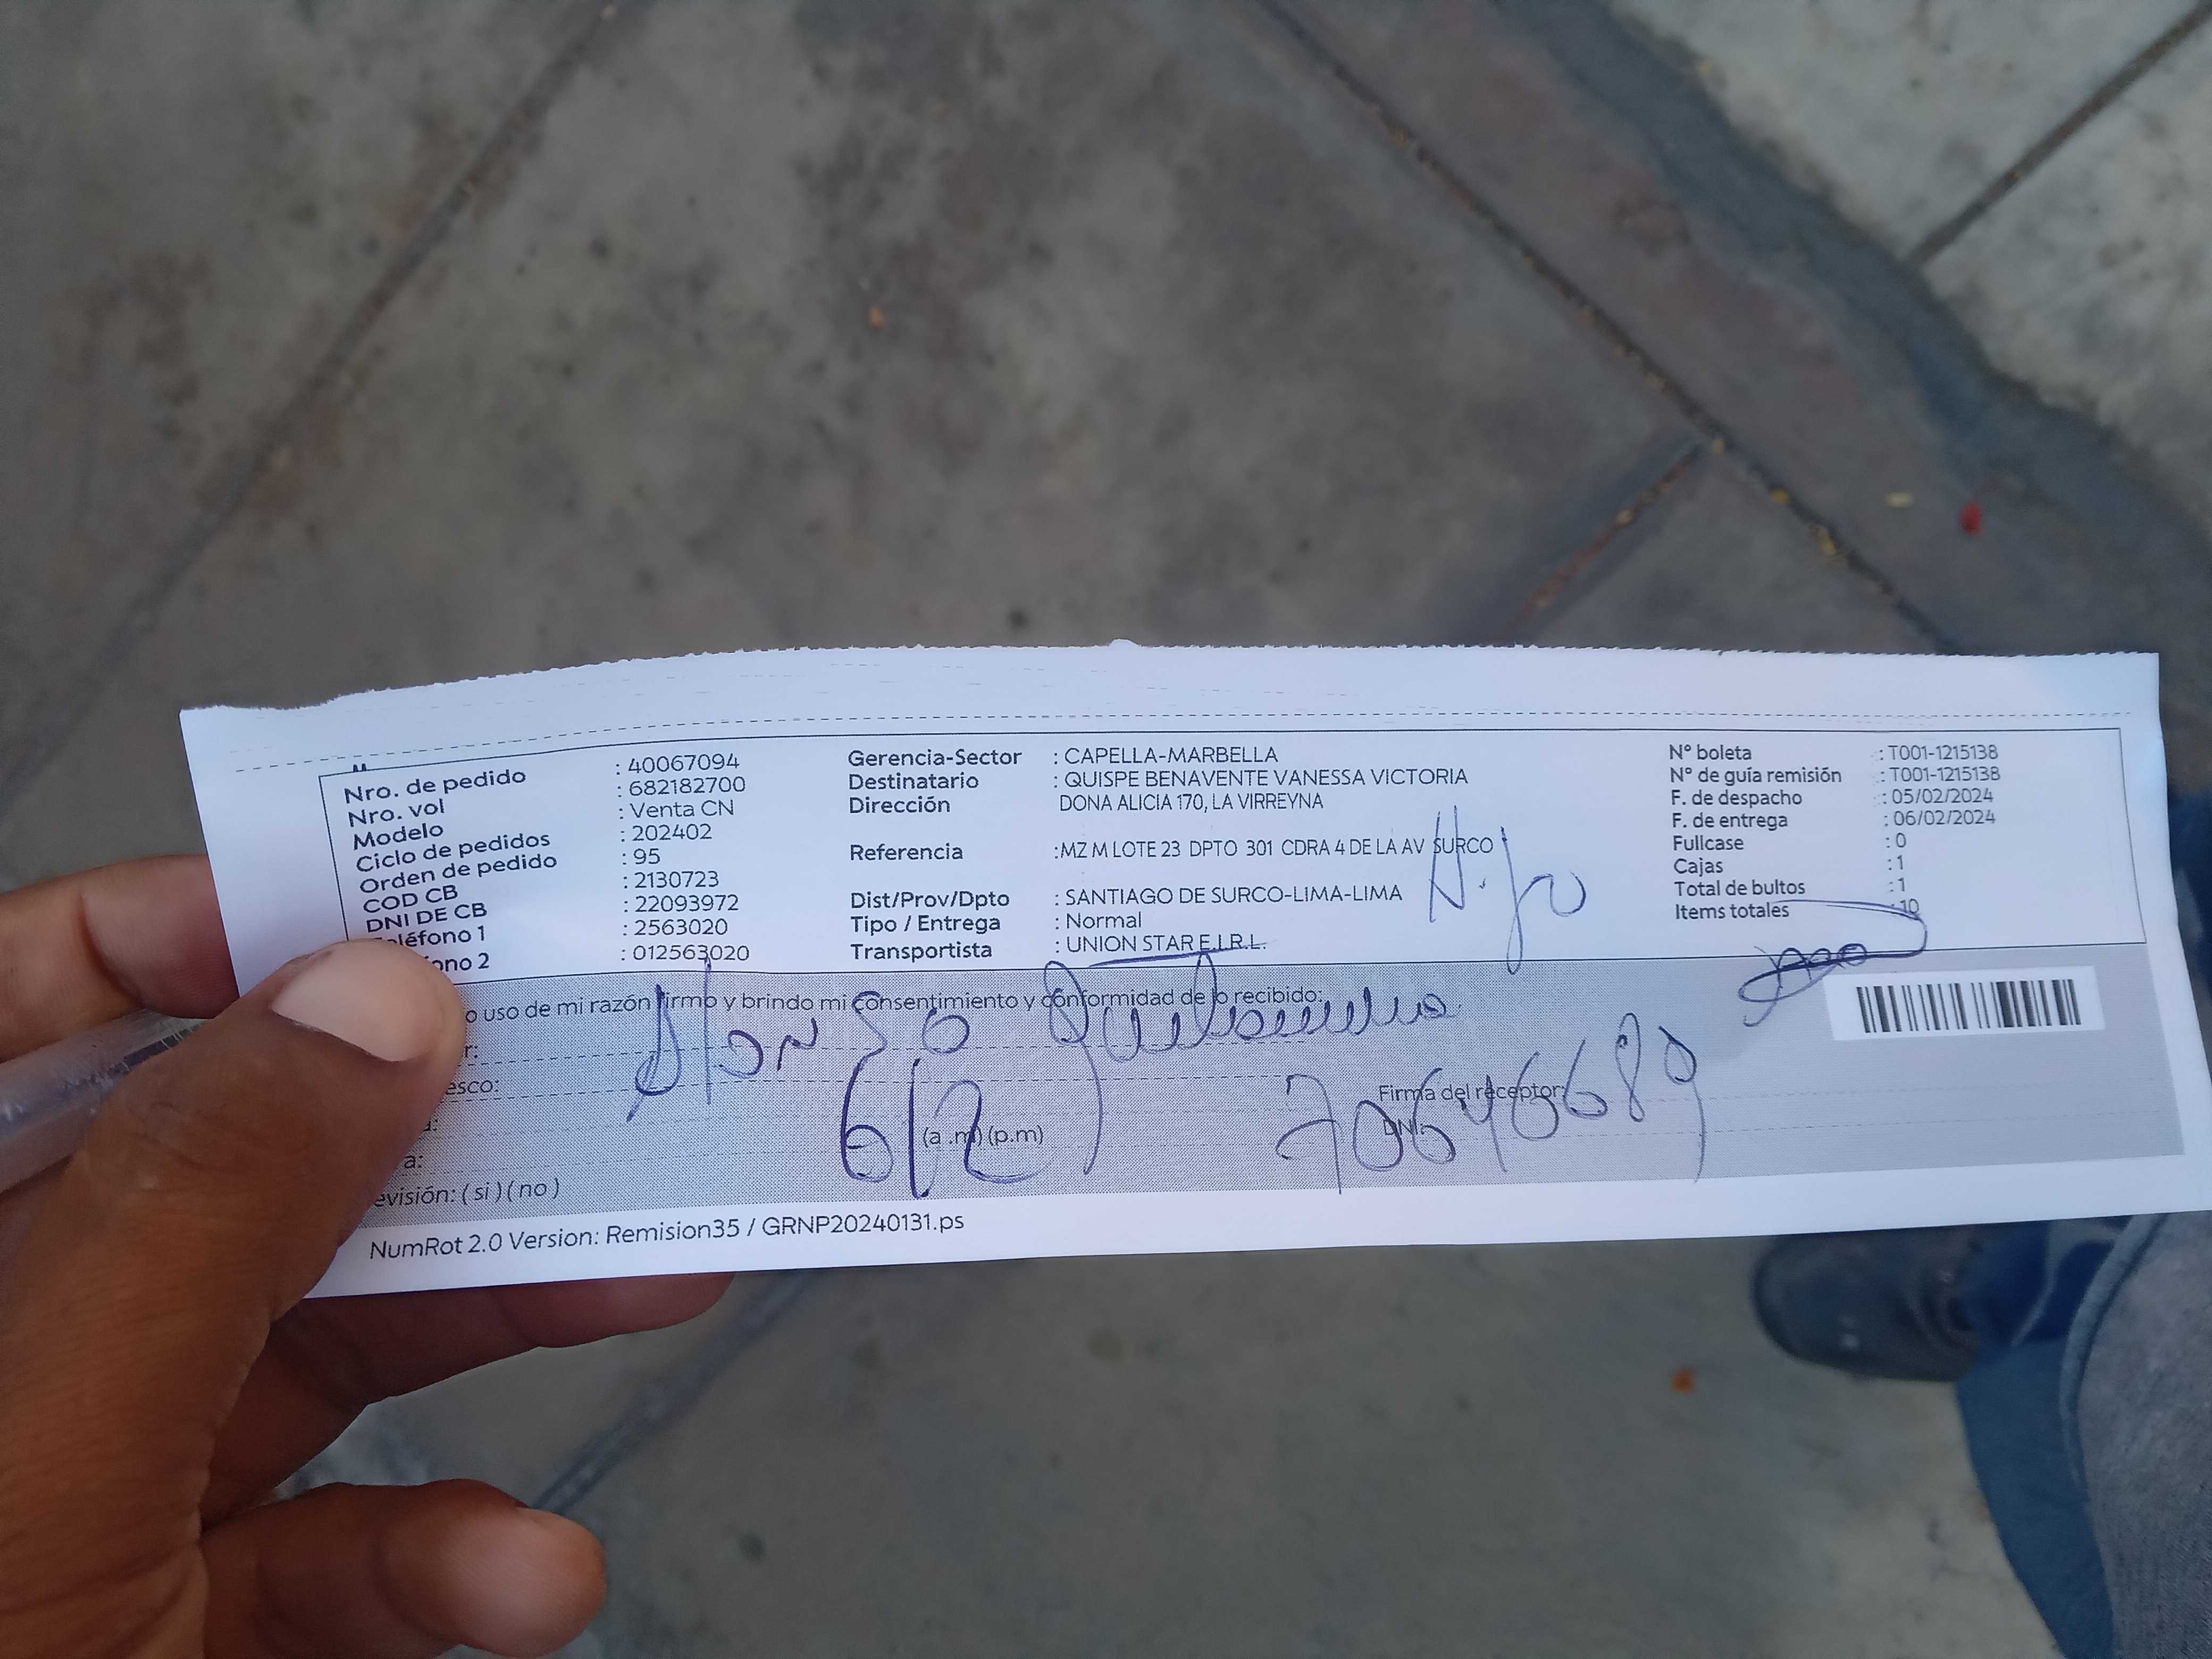 Nro. de pedido : 40067094
Nro. vol : 682182700
Modelo : Venta CN
Ciclo de pedidos : 202402
Orden de pedido : 95
COD CB : 2130723
DNI DE CB : 22093972
léfono 1 : 2563020
ono 2 : 012563020
Gerencia-Sector : CAPELLA-MARBELLA
Destinatario : QUISPE BENAVENTE VANESSA VICTORIA
Dirección DONA ALICIA 170, LA VIRREYNA
Referencia :MZ M LOTE 23 DPTO 301 CDRA 4 DE LA AV SURCO
Dist/Prov/Dpto : SANTIAGO DE SURCO-LIMA-LIMA
Tipo / Entrega : Normal
Transportista : UNION STAR E.I.R.L.
N° boleta : T001-1215138
N° de guía remisión : T001-1215138
F. de despacho : 05/02/2024
F. de entrega : 06/02/2024
Fullcase : 0
Cajas : 1
Total de bultos : 1
Items totales : 10
Hijo
o uso de mi razón firmo y brindo mi consentimiento y conformidad de lo recibido:
r:
Alonso
esco:
Firma del receptor:
70646689
6/2
(a .m) (p.m)
DNI:
a:
evisión: ( si ) ( no )
NumRot 2.0 Version: Remision35 / GRNP20240131.ps